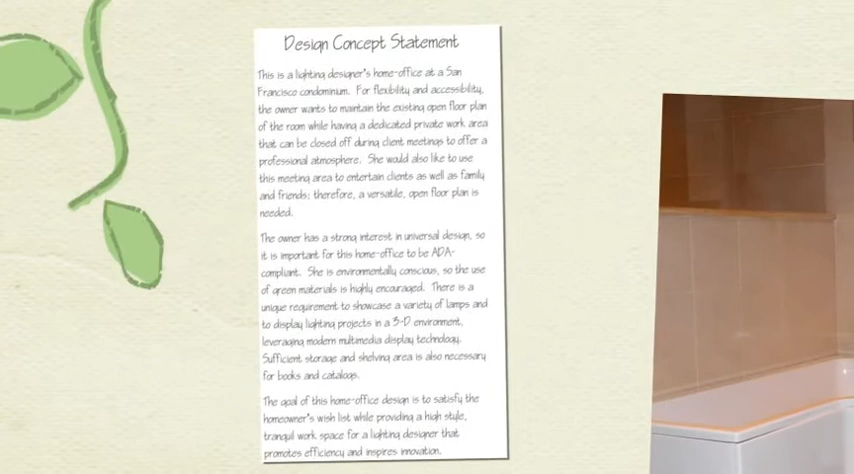 Design Concept Statement
This is a lighting designer's home-office at a San
Francisco condominium. For flexibility and accessibility,
the owner wants to maintain the existing open floor plan
of the room while having a dedicated private work area
that can be closed off during client meetings to offer a
professional atmosphere. She would also like to use
this meeting area to entertain clients as well as family
and friends; therefore, a versatile, open floor plan is
needed.
The owner has a strong interest in universal design, so
it is important for this home-office to be ADA-
compliant. She is environmentally conscious, so the use
of green materials is highly encouraged. There is a
unique requirement to showcase a variety of lamps and
to display lighting projects in a 3-D environment,
leveraging modern multimedia display technology.
Sufficient storage and shelving area is also necessary
for books and catalogs.
The goal of this home-office design is to satisfy the
homeowner's wish list while providing a high style,
tranquil work space for a lighting designer that
promotes efficiency and inspires innovation.